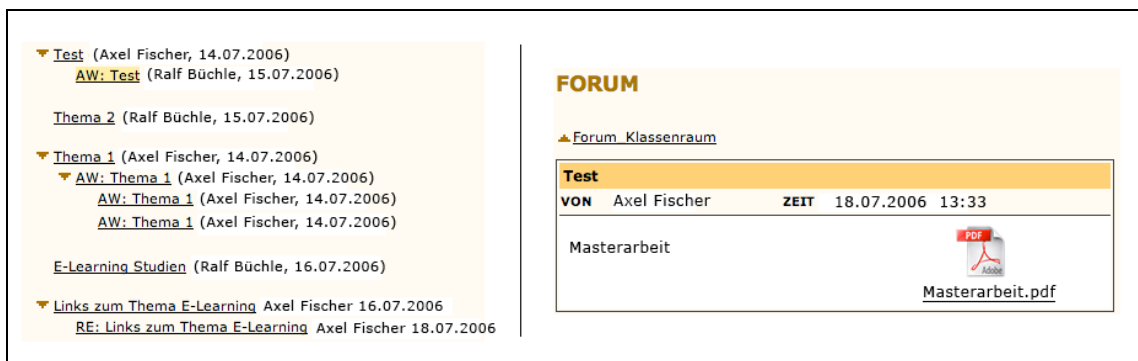 Test (Axel Fischer, 14.07.2006)
AW: Test (Ralf Büchle, 15.07.2006)
Thema 2 (Ralf Büchle, 15.07.2006)
Thema 1 (Axel Fischer, 14.07.2006)
AW: Thema 1 (Axel Fischer, 14.07.2006)
AW: Thema 1 (Axel Fischer, 14.07.2006)
AW: Thema 1 (Axel Fischer, 14.07.2006)
E-Learning Studien (Ralf Büchle, 16.07.2006)
Links zum Thema E-Learning Axel Fischer 16.07.2006
RE: Links zum Thema E-Learning Axel Fischer 18.07.2006
FORUM
Forum_Klassenraum
Test
VON Axel Fischer ZEIT 18.07.2006 13:33
Masterarbeit
PDF
Adobe
Masterarbeit.pdf